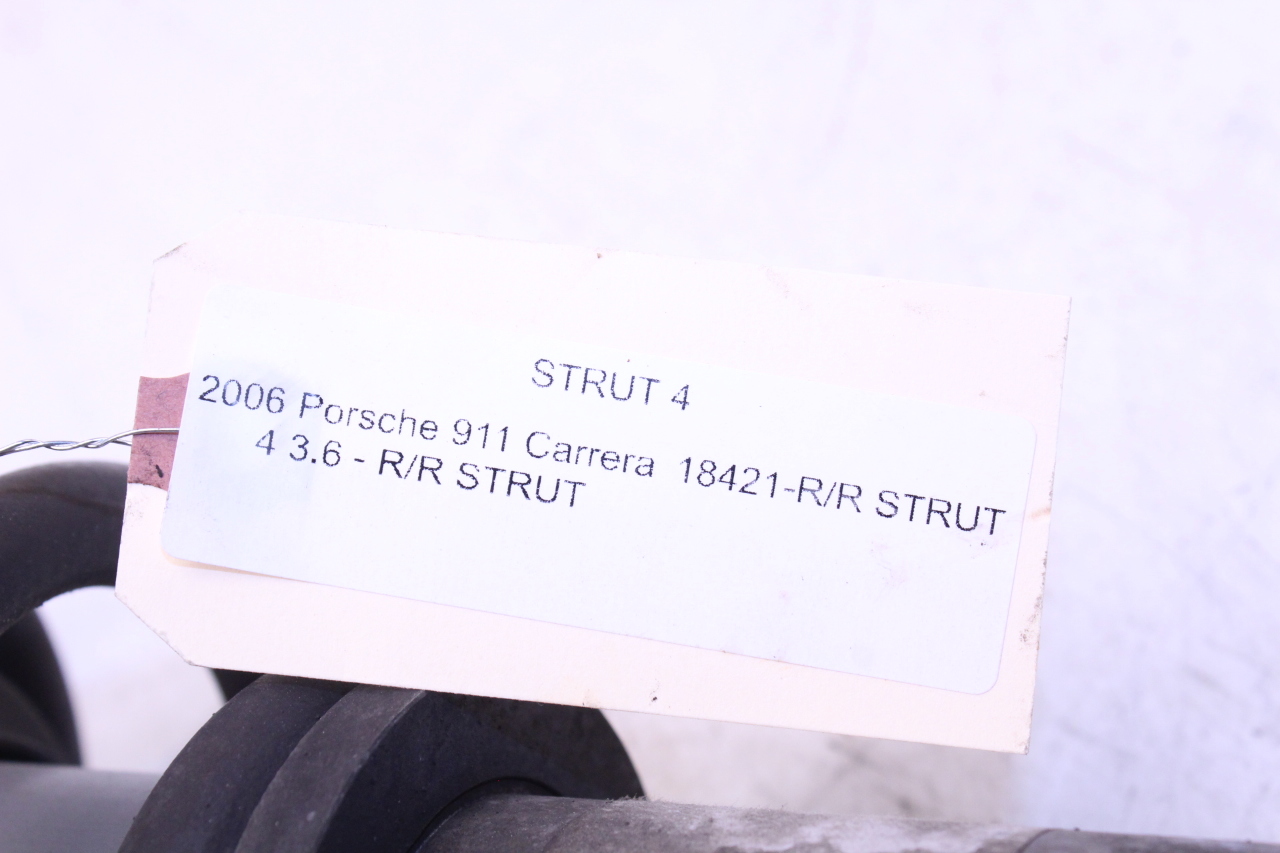 STRUT 4
2006 Porsche 911 Carrera 18421-R/R STRUT
4 3.6 - R/R STRUT